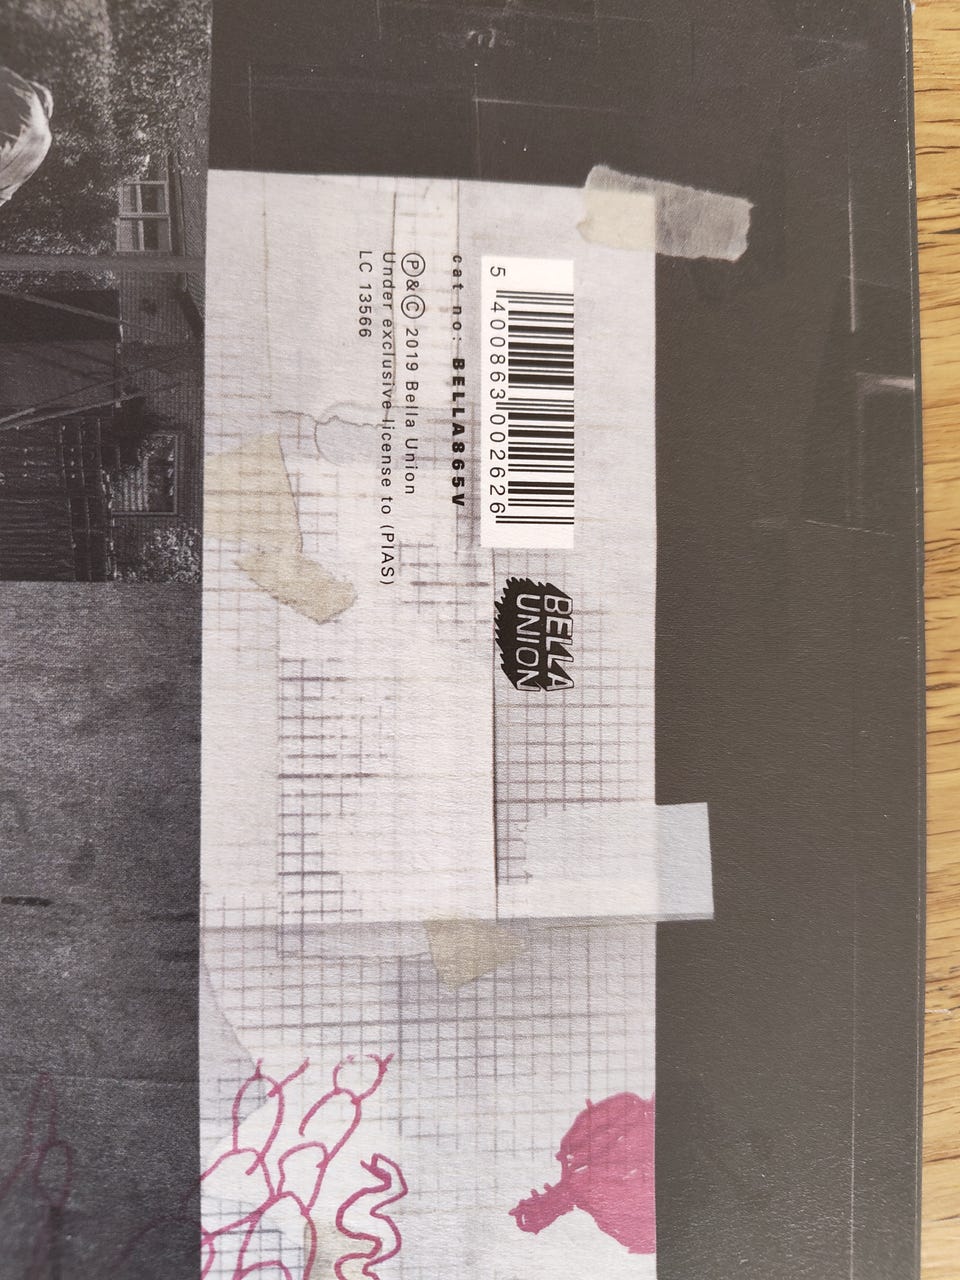 5 400863 002626
BELLA
UNION
cat no: BELLA865V
Ⓟ&© 2019 Bella Union
Under exclusive license to (PIAS)
LC 13566